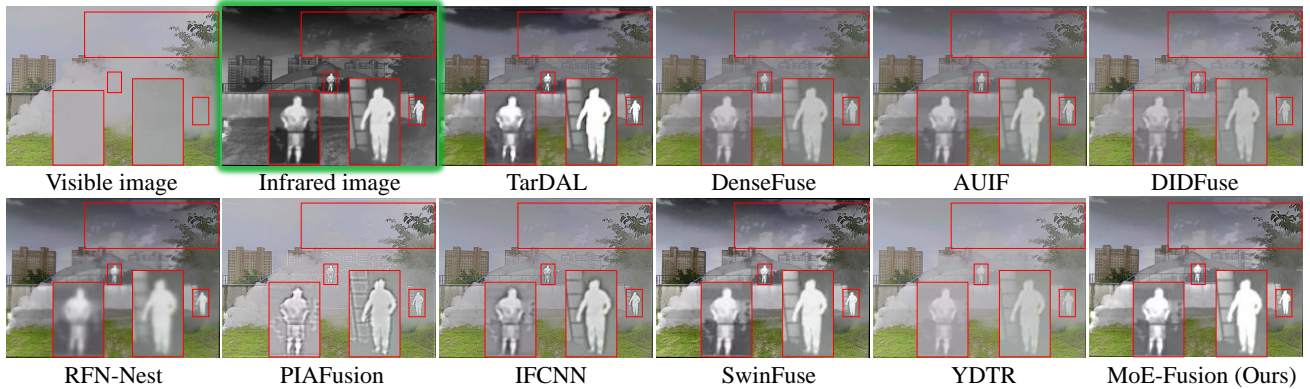 Visible image
Infrared image
TarDAL
DenseFuse
AUIF
DIDFuse
RFN-Nest
PIAFusion
IFCNN
SwinFuse
YDTR
MoE-Fusion (Ours)